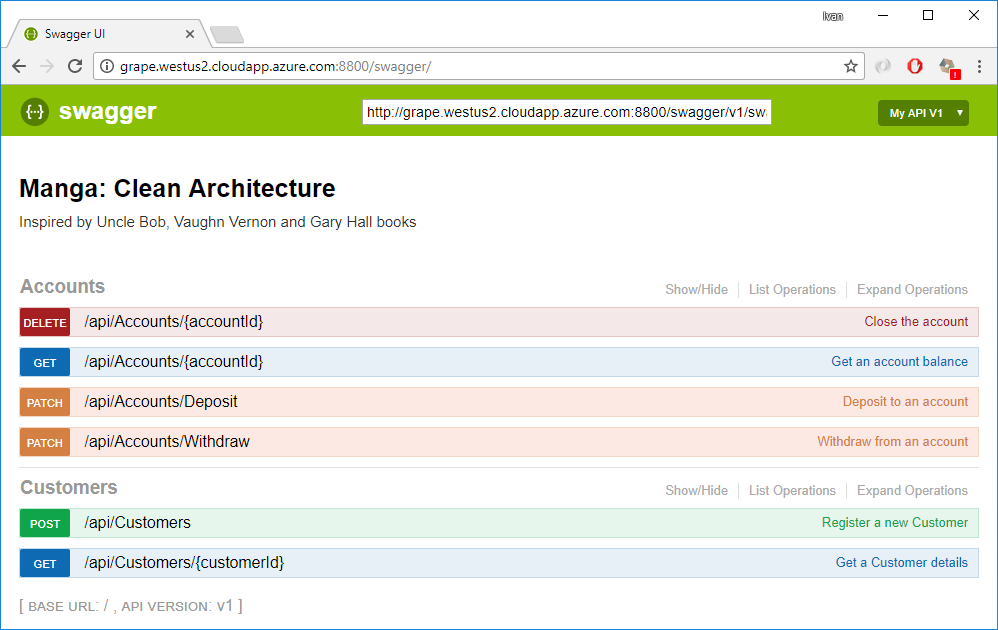 Ivan
Swagger UI
grape.westus2.cloudapp.azure.com:8800/swagger/
{··} swagger http://grape.westus2.cloudapp.azure.com:8800/swagger/v1/sw My API V1
Manga: Clean Architecture
Inspired by Uncle Bob, Vaughn Vernon and Gary Hall books
Accounts Show/Hide List Operations Expand Operations
DELETE /api/Accounts/{accountId} Close the account
GET /api/Accounts/{accountId} Get an account balance
PATCH /api/Accounts/Deposit Deposit to an account
PATCH /api/Accounts/Withdraw Withdraw from an account
Customers Show/Hide List Operations Expand Operations
POST /api/Customers Register a new Customer
GET /api/Customers/{customerId} Get a Customer details
[ BASE URL: / , API VERSION: v1 ]